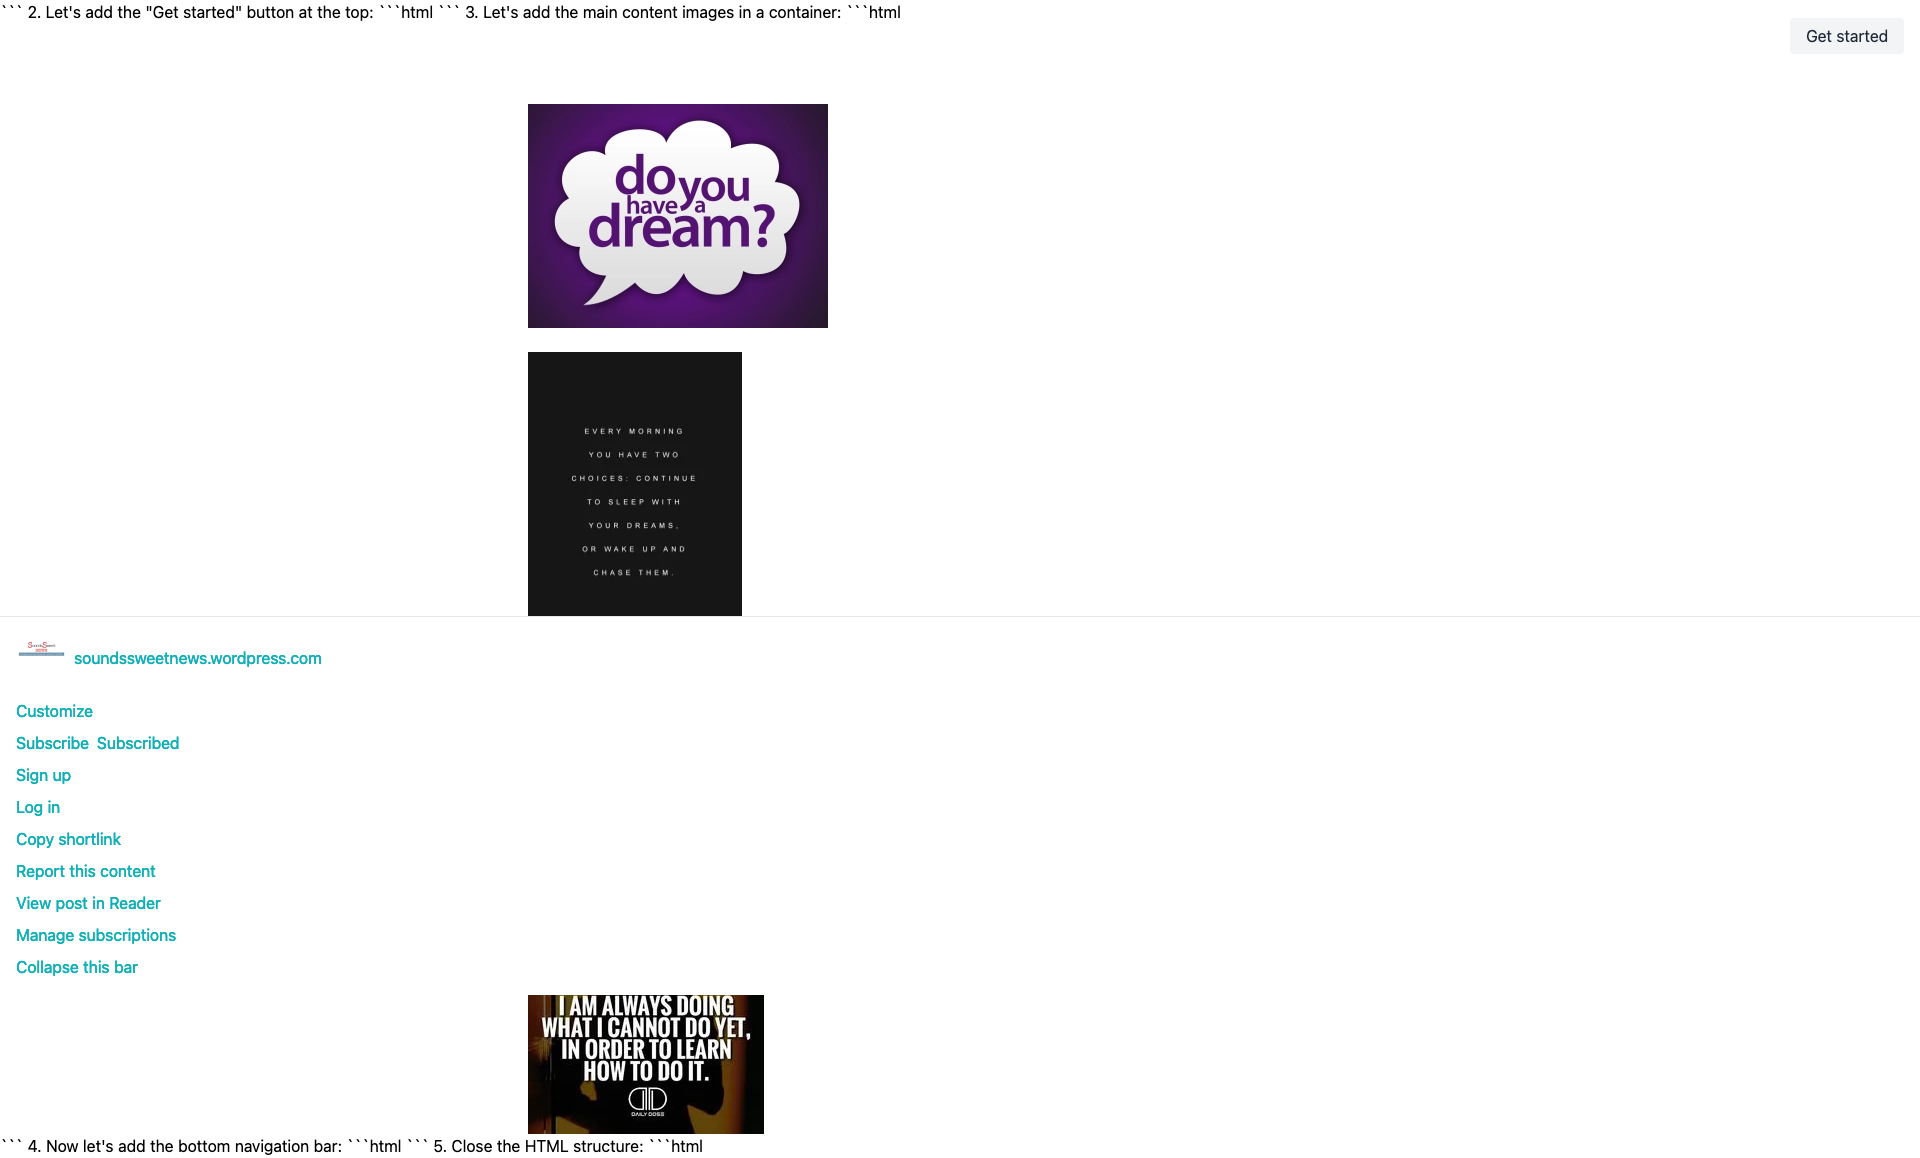 ``` 2. Let's add the "Get started" button at the top: ```html ``` 3. Let's add the main content images in a container: ```html
Get started
do you
have a
dream?
EVERY MORNING
YOU HAVE TWO
CHOICES: CONTINUE
TO SLEEP WITH
YOUR DREAMS,
OR WAKE UP AND
CHASE THEM.
soundssweetnews.wordpress.com
Customize
Subscribe Subscribed
Sign up
Log in
Copy shortlink
Report this content
View post in Reader
Manage subscriptions
Collapse this bar
I AM ALWAYS DOING
WHAT I CANNOT DO YET,
IN ORDER TO LEARN
HOW TO DO IT.
DAILY DOSE
``` 4. Now let's add the bottom navigation bar: ```html ``` 5. Close the HTML structure: ```html